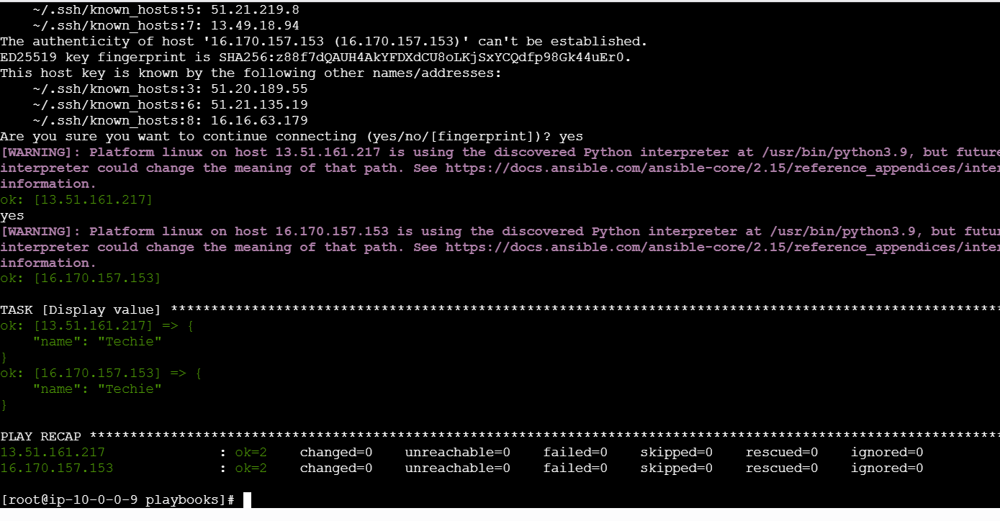 ~/.ssh/known_hosts:5: 51.21.219.8
~/.ssh/known_hosts:7: 13.49.18.94
The authenticity of host '16.170.157.153 (16.170.157.153)' can't be established.
ED25519 key fingerprint is SHA256:z88f7dQAUH4AkYFDXdCU8oLKjSxYCQdfp98Gk44uEr0.
This host key is known by the following other names/addresses:
~/.ssh/known_hosts:3: 51.20.189.55
~/.ssh/known_hosts:6: 51.21.135.19
~/.ssh/known_hosts:8: 16.16.63.179
Are you sure you want to continue connecting (yes/no/[fingerprint])? yes
[WARNING]: Platform linux on host 13.51.161.217 is using the discovered Python interpreter at /usr/bin/python3.9, but future
interpreter could change the meaning of that path. See https://docs.ansible.com/ansible-core/2.15/reference_appendices/inter
information.
ok: [13.51.161.217]
yes
[WARNING]: Platform linux on host 16.170.157.153 is using the discovered Python interpreter at /usr/bin/python3.9, but futur
interpreter could change the meaning of that path. See https://docs.ansible.com/ansible-core/2.15/reference_appendices/inter
information.
ok: [16.170.157.153]
TASK [Display value] *******************************************************************************************************
ok: [13.51.161.217] => {
"name": "Techie"
}
ok: [16.170.157.153] => {
"name": "Techie"
}
PLAY RECAP *****************************************************************************************************************
13.51.161.217 : ok=2 changed=0 unreachable=0 failed=0 skipped=0 rescued=0 ignored=0
16.170.157.153 : ok=2 changed=0 unreachable=0 failed=0 skipped=0 rescued=0 ignored=0
[root@ip-10-0-0-9 playbooks]#